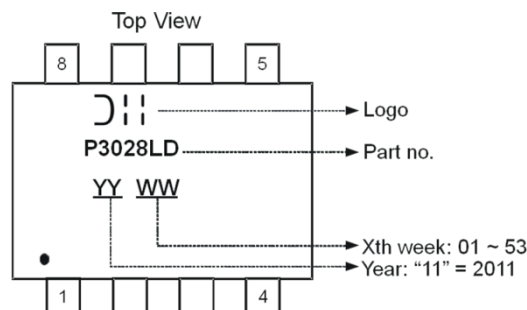 Top View
8 5
Logo
P3028LD Part no.
YY WW
Xth week: 01 ~ 53
Year: “11” = 2011
1 4